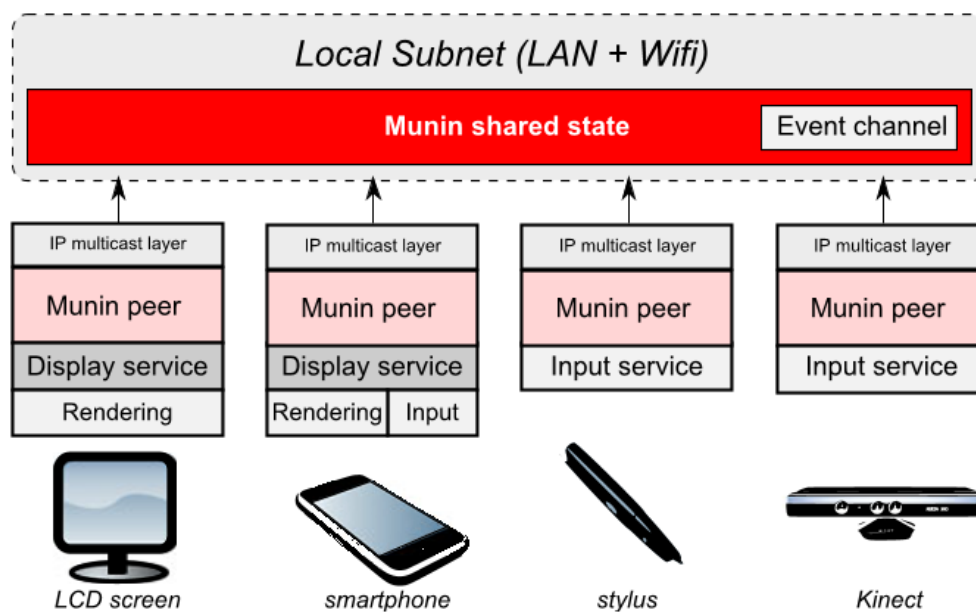 Local Subnet (LAN + Wifi)
Munin shared state
Event channel
IP multicast layer
Munin peer
Display service
Rendering
LCD screen
IP multicast layer
Munin peer
Display service
Rendering
Input
smartphone
IP multicast layer
Munin peer
Input service
stylus
IP multicast layer
Munin peer
Input service
Kinect